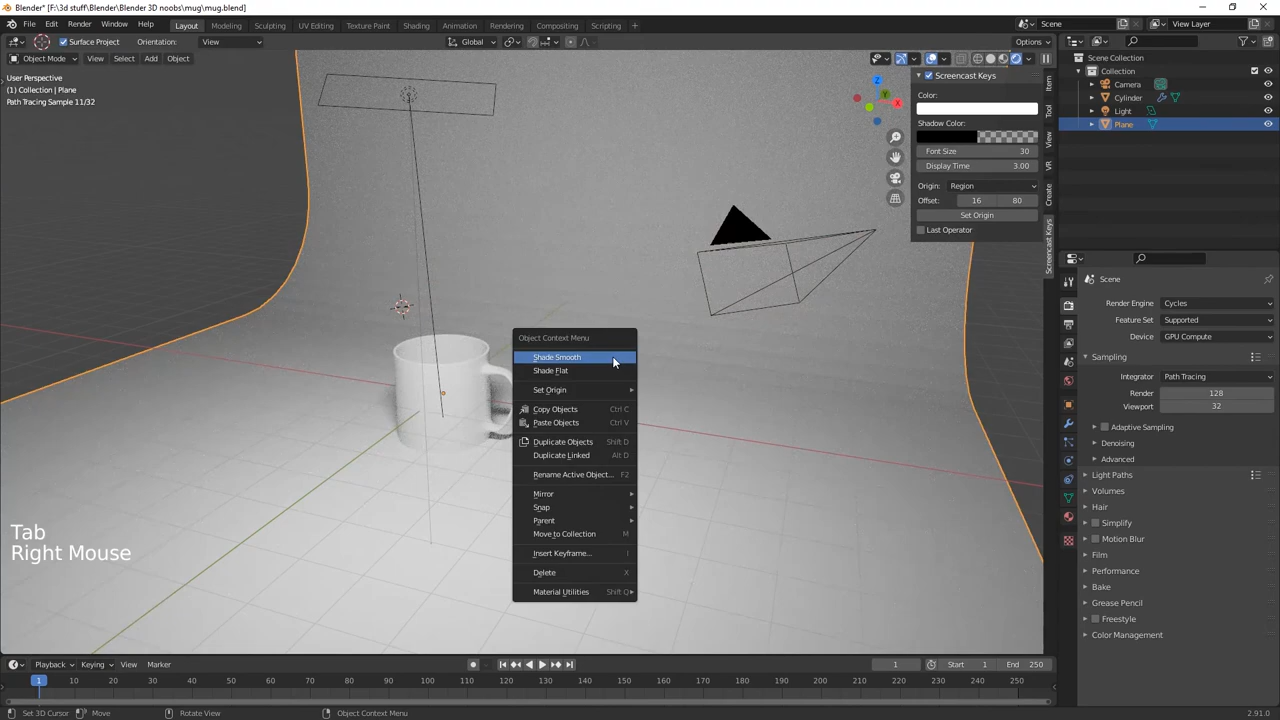 Blender* [F:\3d stuff\Blender\Blender 3D noobs\mug\mug.blend]
File Edit Render Window Help Layout Modeling Sculpting UV Editing Texture Paint Shading Animation Rendering Compositing Scripting Scene View Layer
Surface Project Orientation: View Global Options
Object Mode View Select Add Object
User Perspective
(1) Collection | Plane
Path Tracing Sample 11/32
Z
Y
X
Screencast Keys
Color:
Shadow Color:
Font Size 30
Display Time 3.00
Origin: Region
Offset: 16 80
Set Origin
Last Operator
Item
Tool
View
VR
Create
Screencast Keys
Scene Collection
Collection
Camera
Cylinder
Light
Plane
Object Context Menu
Shade Smooth
Shade Flat
Set Origin
Copy Objects Ctrl C
Paste Objects Ctrl V
Duplicate Objects Shift D
Duplicate Linked Alt D
Rename Active Object... F2
Mirror
Snap
Parent
Move to Collection M
Insert Keyframe... I
Delete X
Material Utilities Shift Q
Tab
Right Mouse
Scene
Render Engine Cycles
Feature Set Supported
Device GPU Compute
Sampling
Integrator Path Tracing
Render 128
Viewport 32
Adaptive Sampling
Denoising
Advanced
Light Paths
Volumes
Hair
Simplify
Motion Blur
Film
Performance
Bake
Grease Pencil
Freestyle
Color Management
Playback Keying View Marker 1 Start 1 End 250
1 10 20 30 40 50 60 70 80 90 100 110 120 130 140 150 160 170 180 190 200 210 220 230 240 250
Set 3D Cursor Move Rotate View Object Context Menu 2.91.0